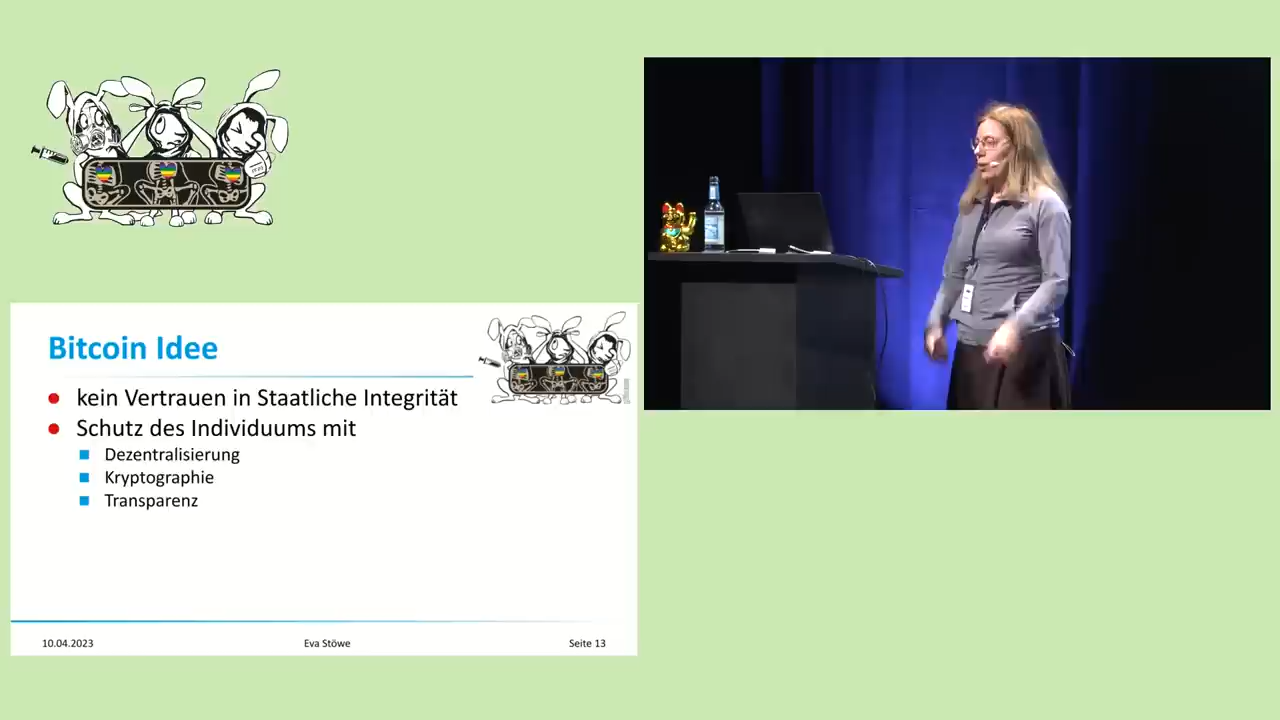 Bitcoin Idee
kein Vertrauen in Staatliche Integrität
Schutz des Individuums mit
Dezentralisierung
Kryptographie
Transparenz
10.04.2023
Eva Stöwe
Seite 13